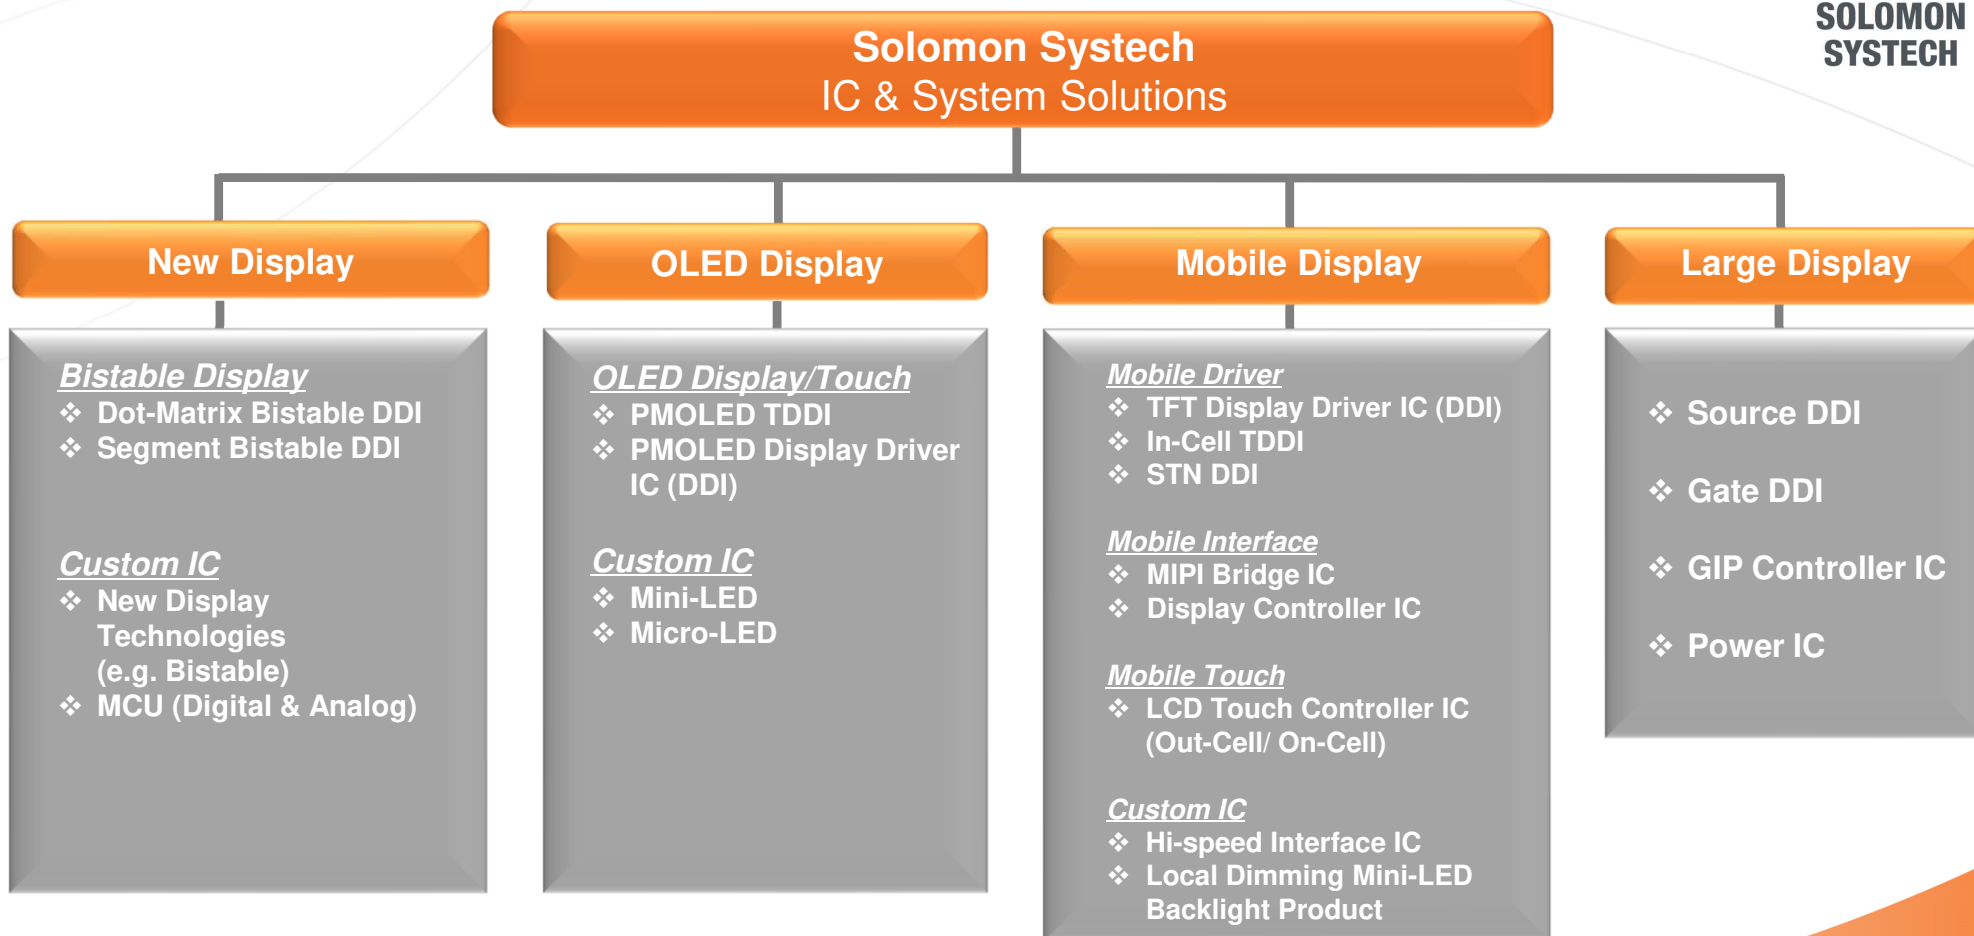 SOLOMON
SYSTECH
Solomon Systech
IC & System Solutions
New Display
Bistable Display
❖ Dot-Matrix Bistable DDI
❖ Segment Bistable DDI
Custom IC
❖ New Display
Technologies
(e.g. Bistable)
❖ MCU (Digital & Analog)
OLED Display
OLED Display/Touch
❖ PMOLED TDDI
❖ PMOLED Display Driver
IC (DDI)
Custom IC
❖ Mini-LED
❖ Micro-LED
Mobile Display
Mobile Driver
❖ TFT Display Driver IC (DDI)
❖ In-Cell TDDI
❖ STN DDI
Mobile Interface
❖ MIPI Bridge IC
❖ Display Controller IC
Mobile Touch
❖ LCD Touch Controller IC
(Out-Cell/ On-Cell)
Custom IC
❖ Hi-speed Interface IC
❖ Local Dimming Mini-LED
Backlight Product
Large Display
❖ Source DDI
❖ Gate DDI
❖ GIP Controller IC
❖ Power IC